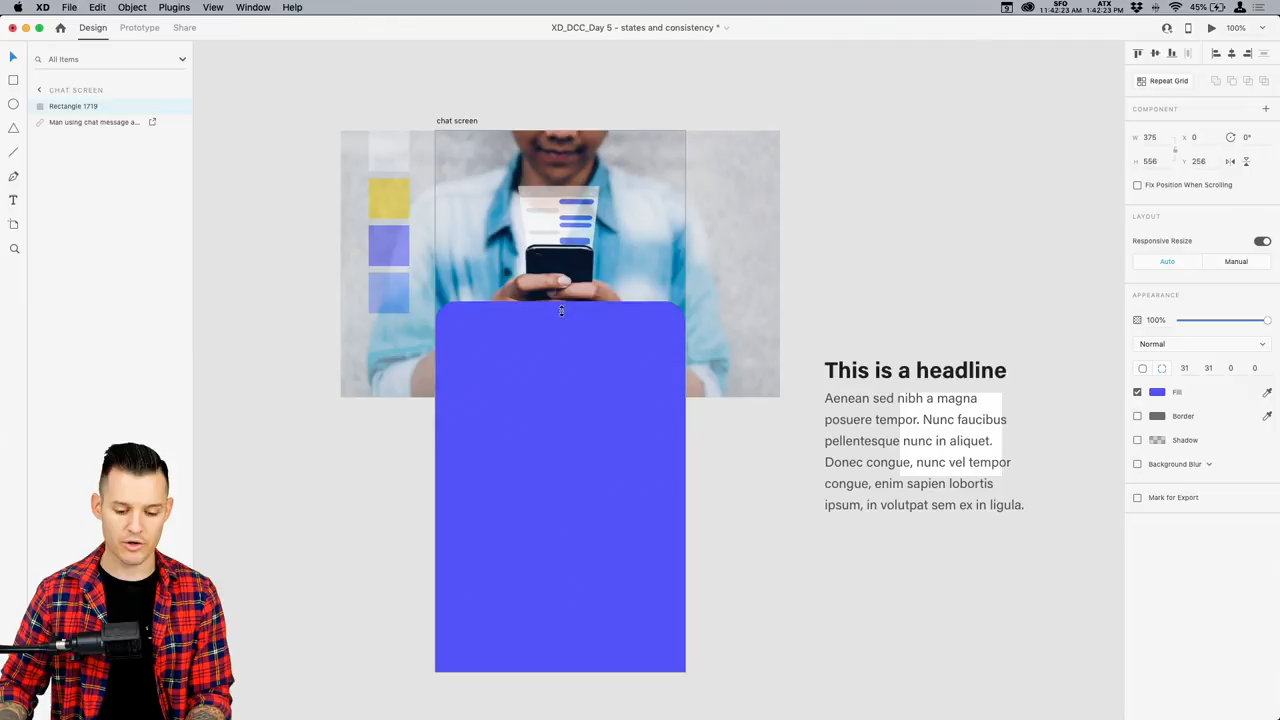 XD File Edit Object Plugins View Window Help
SFO 11:42:23 AM ATX 1:42:23 PM 45%
Design Prototype Share
XD_DCC_Day 5 – states and consistency *
100%
All Items
CHAT SCREEN
Rectangle 1719
Man using chat message a...
chat screen
This is a headline
Aenean sed nibh a magna
posuere tempor. Nunc faucibus
pellentesque nunc in aliquet.
Donec congue, nunc vel tempor
congue, enim sapien lobortis
ipsum, in volutpat sem ex in ligula.
Repeat Grid
COMPONENT
W 375 X 0 0°
H 556 Y 256
Fix Position When Scrolling
LAYOUT
Responsive Resize
Auto Manual
APPEARANCE
100%
Normal
31 31 0 0
Fill
Border
Shadow
Background Blur
Mark for Export